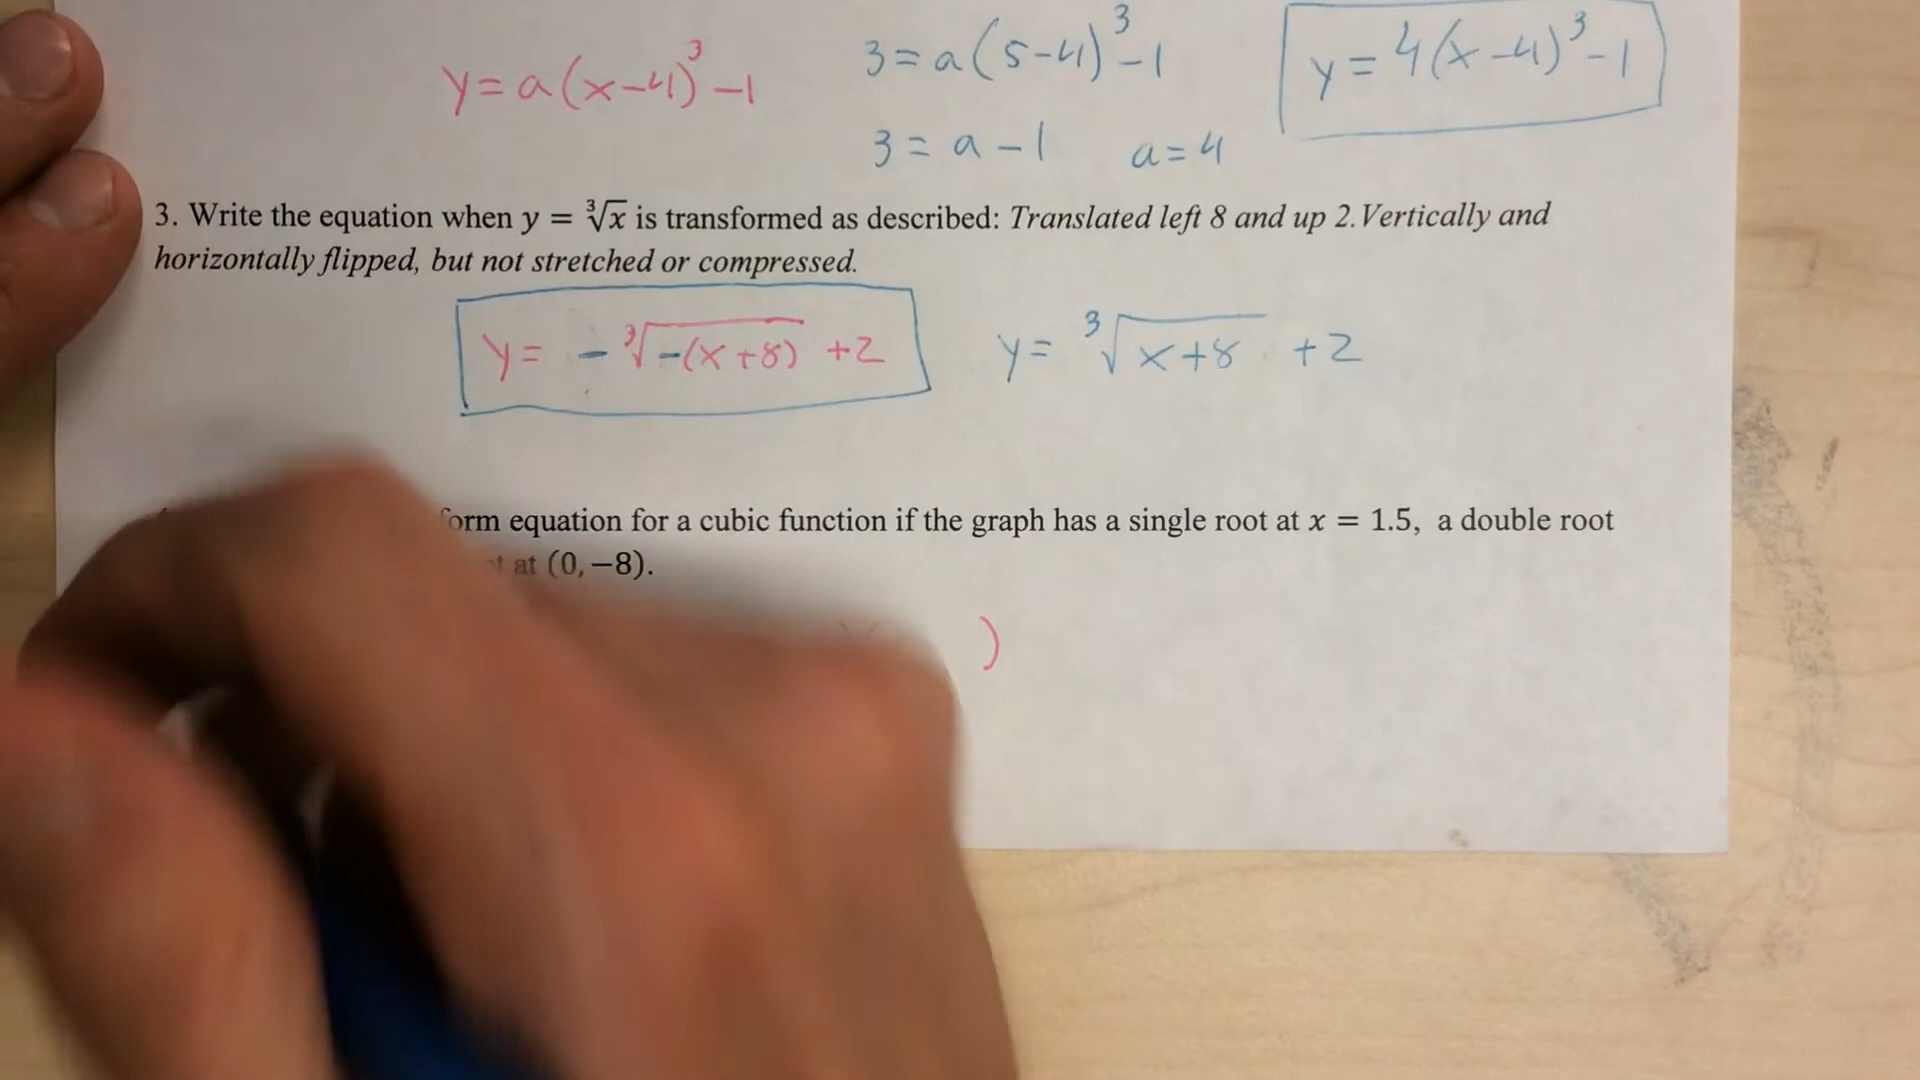 y = a(x-4)³ -1
3 = a(5-4)³ -1
y = 4(x-4)³ -1
3 = a - 1
a = 4
3. Write the equation when y = ∛x is transformed as described: Translated left 8 and up 2. Vertically and
horizontally flipped, but not stretched or compressed.
y = - ∛(-(x+8)) +2
y = ∛(x+8) +2
form equation for a cubic function if the graph has a single root at x = 1.5, a double root
at (0, −8).
)